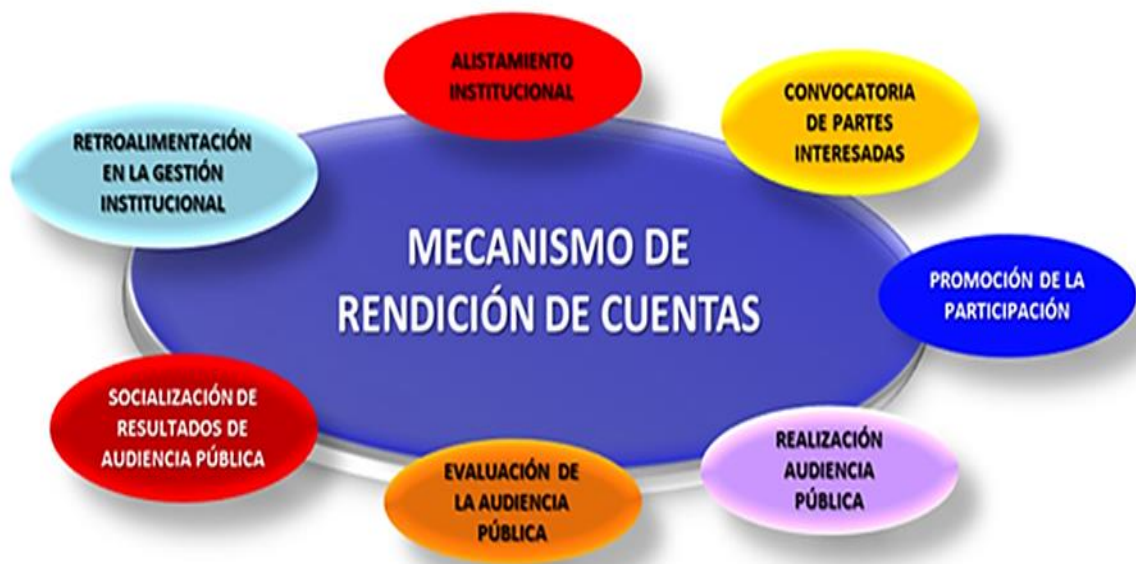 ALISTAMIENTO
INSTITUCIONAL
CONVOCATORIA
DE PARTES
INTERESADAS
RETROALIMENTACIÓN
EN LA GESTIÓN
INSTITUCIONAL
MECANISMO DE
RENDICIÓN DE CUENTAS
PROMOCIÓN DE LA
PARTICIPACIÓN
SOCIALIZACIÓN DE
RESULTADOS DE
AUDIENCIA PÚBLICA
REALIZACIÓN
AUDIENCIA
PÚBLICA
EVALUACIÓN DE
LA AUDIENCIA
PÚBLICA